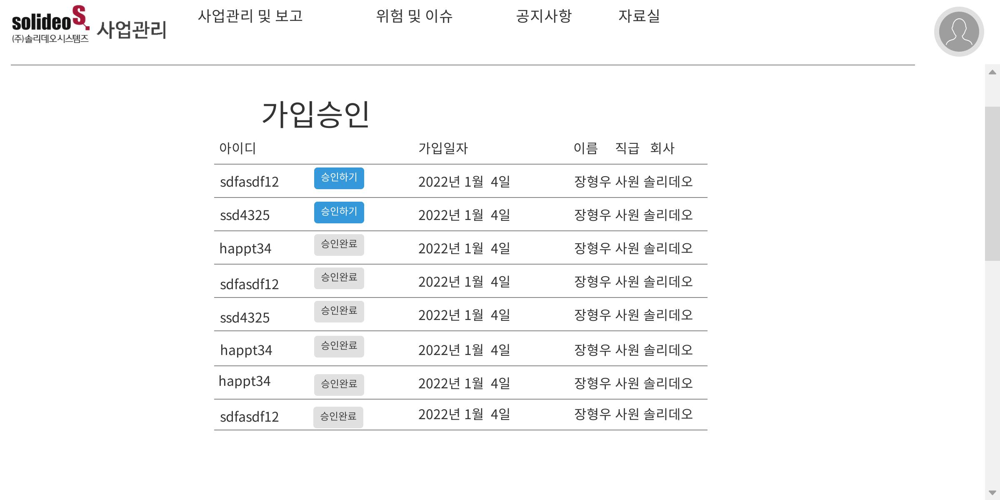 solideos 사업관리 사업관리 및 보고 위험 및 이슈 공지사항 자료실
(주)솔리데오시스템즈
가입승인
아이디 가입일자 이름 직급 회사
sdfasdf12 승인하기 2022년 1월 4일 장형우 사원 솔리데오
ssd4325 승인하기 2022년 1월 4일 장형우 사원 솔리데오
happt34 승인완료 2022년 1월 4일 장형우 사원 솔리데오
sdfasdf12 승인완료 2022년 1월 4일 장형우 사원 솔리데오
ssd4325 승인완료 2022년 1월 4일 장형우 사원 솔리데오
happt34 승인완료 2022년 1월 4일 장형우 사원 솔리데오
happt34 승인완료 2022년 1월 4일 장형우 사원 솔리데오
sdfasdf12 승인완료 2022년 1월 4일 장형우 사원 솔리데오